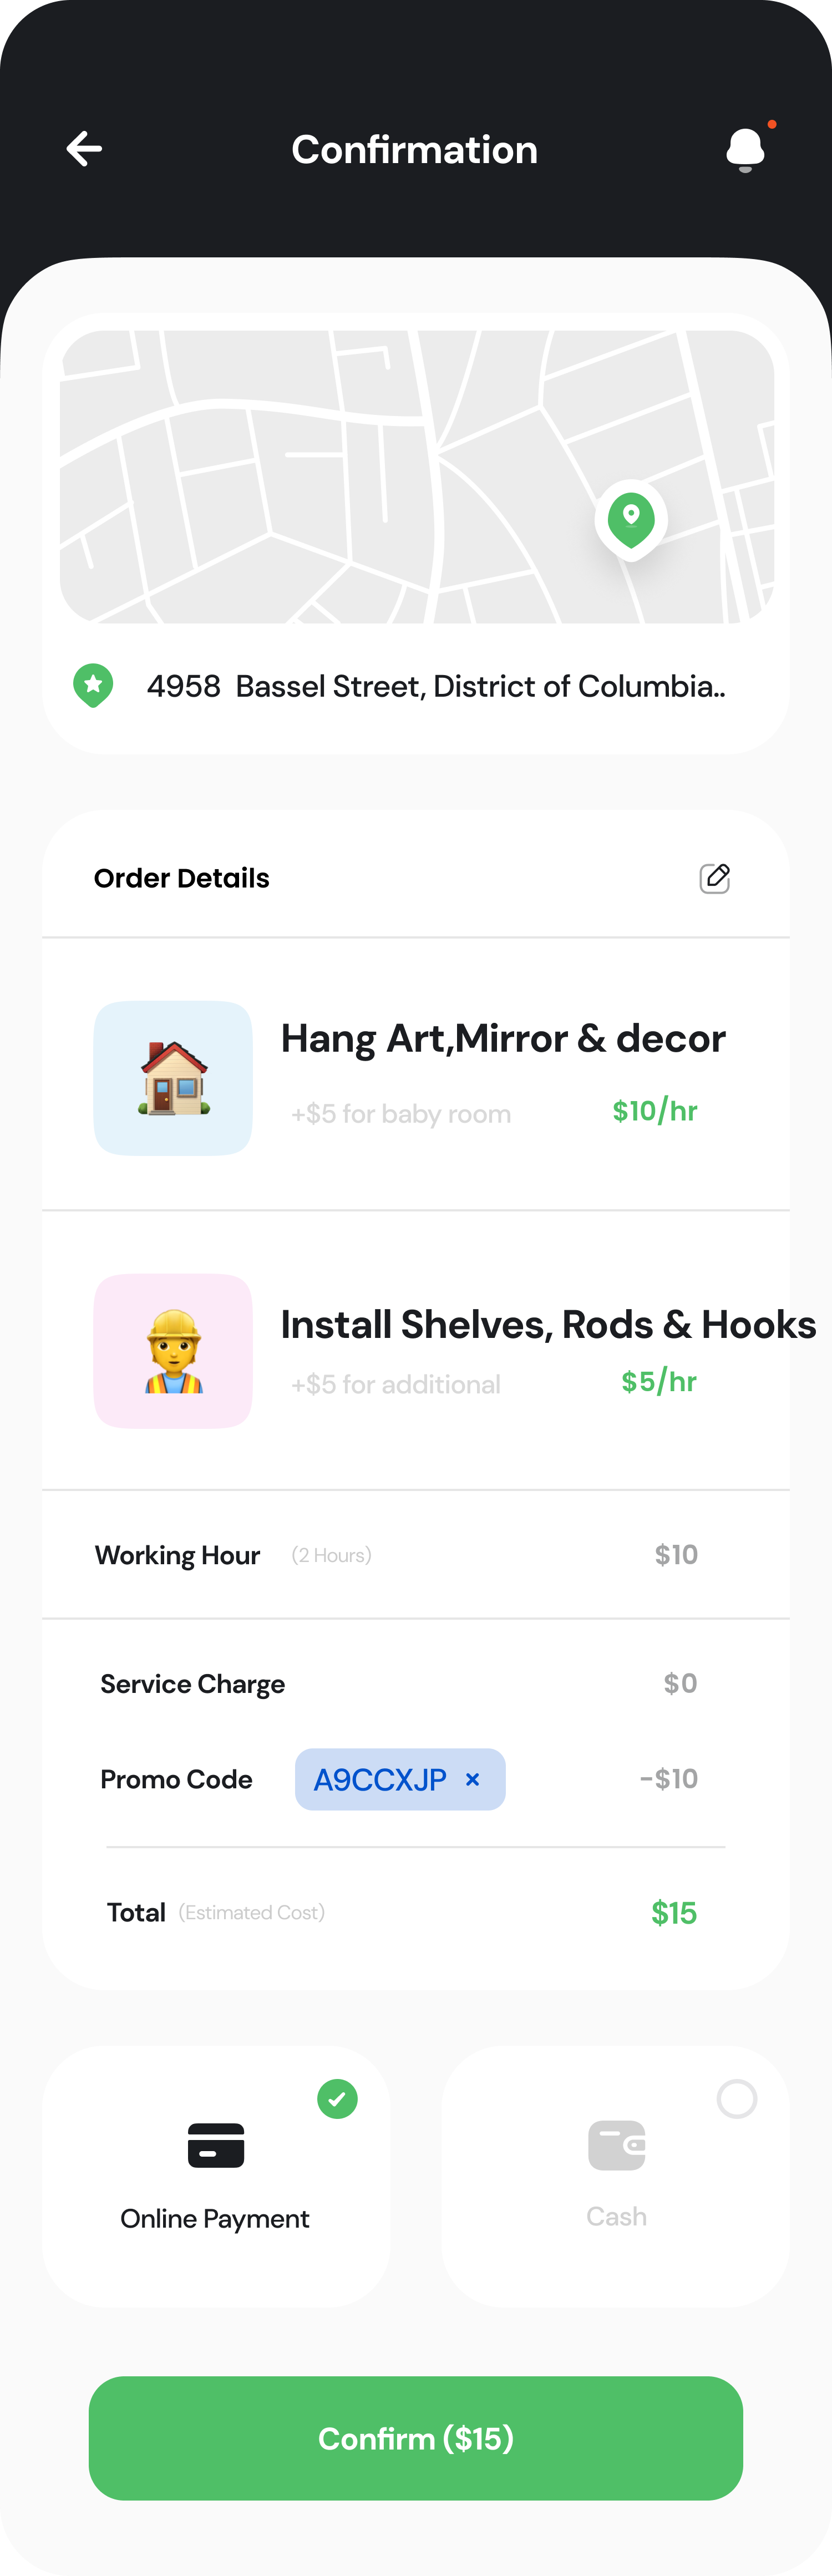 Confirmation
4958 Bassel Street, District of Columbia..
Order Details
Hang Art,Mirror & decor
+$5 for baby room $10/hr
Install Shelves, Rods & Hooks
+$5 for additional $5/hr
Working Hour (2 Hours) $10
Service Charge $0
Promo Code A9CCXJP × -$10
Total (Estimated Cost) $15
Online Payment Cash
Confirm ($15)